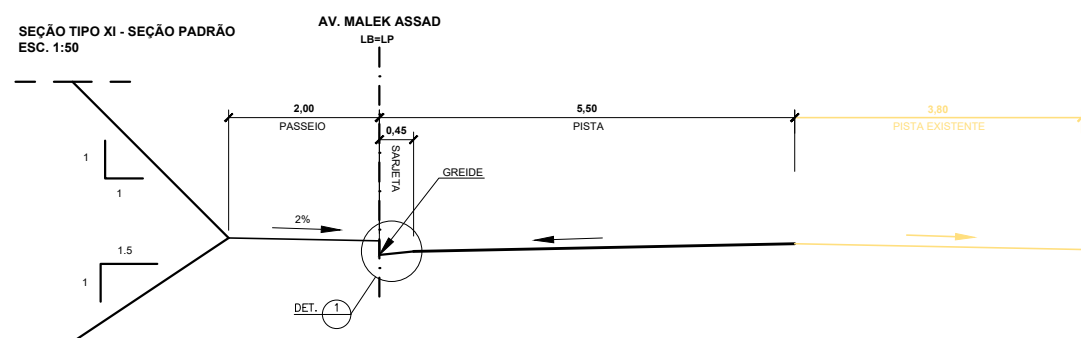 SEÇÃO TIPO XI - SEÇÃO PADRÃO
ESC. 1:50
AV. MALEK ASSAD
LB=LP
2,00
PASSEIO
5,50
PISTA
3,60
PISTA EXISTENTE
0,45
SARJETA
GREIDE
1
1
2%
1.5
1
DET. 1